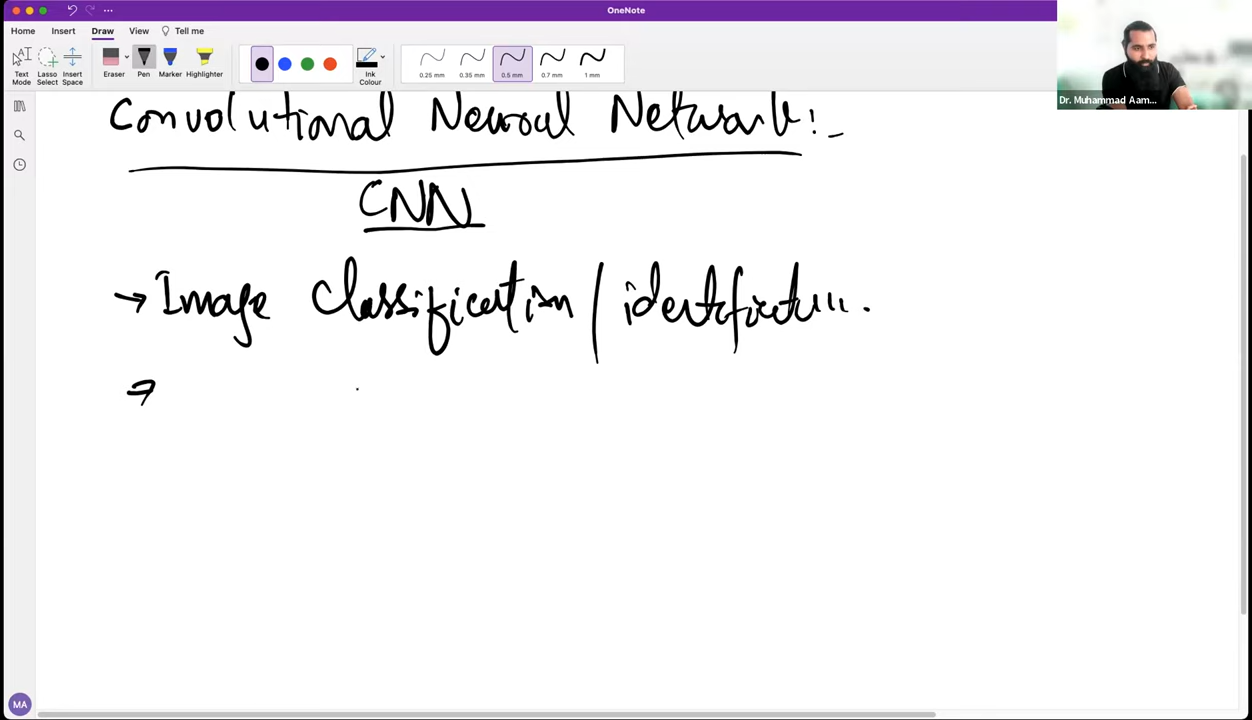 OneNote
Home Insert Draw View Tell me
Text Mode Lasso Select Insert Space Eraser Pen Marker Highlighter Ink Colour 0.25 mm 0.35 mm 0.5 mm 0.7 mm 1 mm
Dr. Muhammad Aam...
Convolutional Neural Network:-
CNN
→ Image classification / identification.
⇒
MA